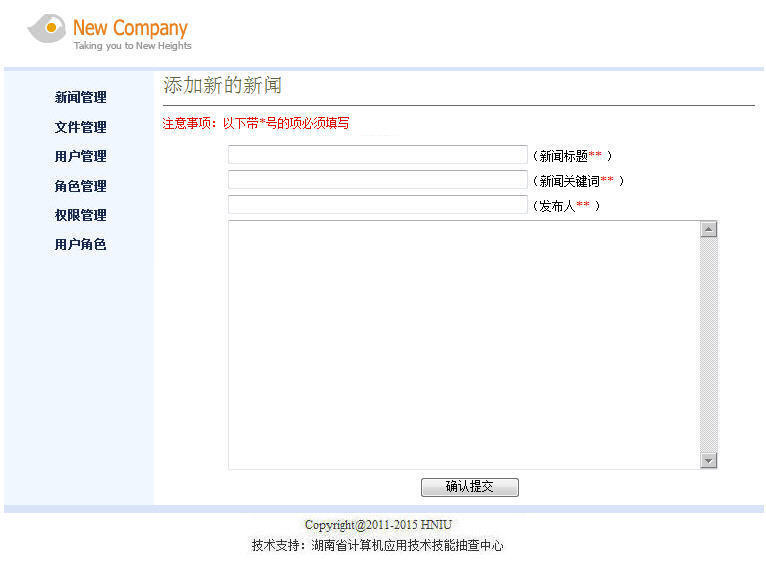 New Company
Taking you to New Heights
新闻管理
文件管理
用户管理
角色管理
权限管理
用户角色
添加新的新闻
注意事项：以下带*号的项必须填写
（新闻标题** ）
（新闻关键词** ）
（发布人** ）
确认提交
Copyright@2011-2015 HNIU
技术支持：湖南省计算机应用技术技能抽查中心